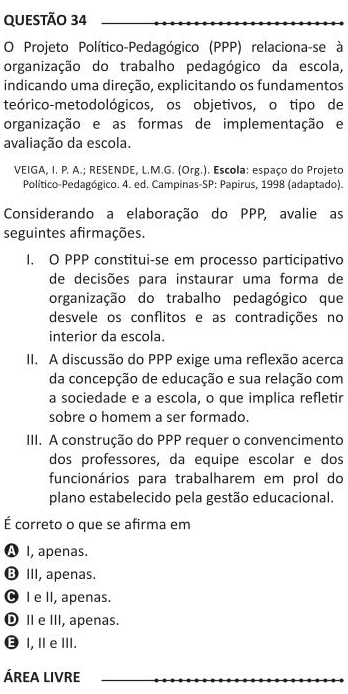 QUESTÃO 34
O Projeto Político-Pedagógico (PPP) relaciona-se à
organização do trabalho pedagógico da escola,
indicando uma direção, explicitando os fundamentos
teórico-metodológicos, os objetivos, o tipo de
organização e as formas de implementação e
avaliação da escola.
VEIGA, I. P. A.; RESENDE, L.M.G. (Org.). Escola: espaço do Projeto
Político-Pedagógico. 4. ed. Campinas-SP: Papirus, 1998 (adaptado).
Considerando a elaboração do PPP, avalie as
seguintes afirmações.
I. O PPP constitui-se em processo participativo
de decisões para instaurar uma forma de
organização do trabalho pedagógico que
desvele os conflitos e as contradições no
interior da escola.
II. A discussão do PPP exige uma reflexão acerca
da concepção de educação e sua relação com
a sociedade e a escola, o que implica refletir
sobre o homem a ser formado.
III. A construção do PPP requer o convencimento
dos professores, da equipe escolar e dos
funcionários para trabalharem em prol do
plano estabelecido pela gestão educacional.
É correto o que se afirma em
A I, apenas.
B III, apenas.
C I e II, apenas.
D II e III, apenas.
E I, II e III.
ÁREA LIVRE